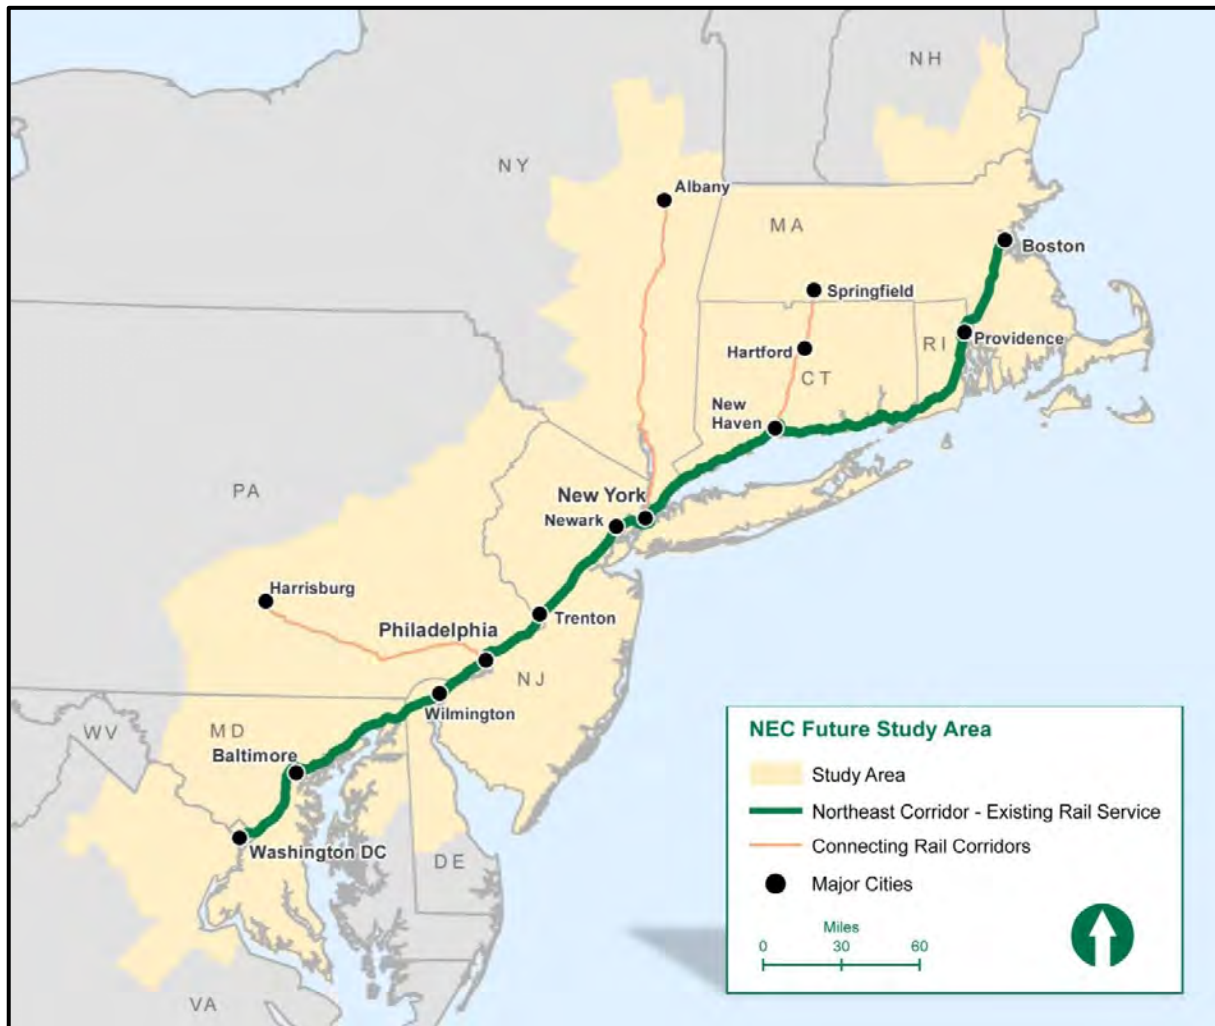 NH
NY
Albany
MA
Boston
Springfield
RI
Providence
Hartford
CT
New
Haven
PA
New York
Newark
Harrisburg
Trenton
Philadelphia
NJ
Wilmington
WV
MD
Baltimore
Washington DC
DE
VA
NEC Future Study Area
Study Area
Northeast Corridor - Existing Rail Service
Connecting Rail Corridors
Major Cities
Miles
0 30 60